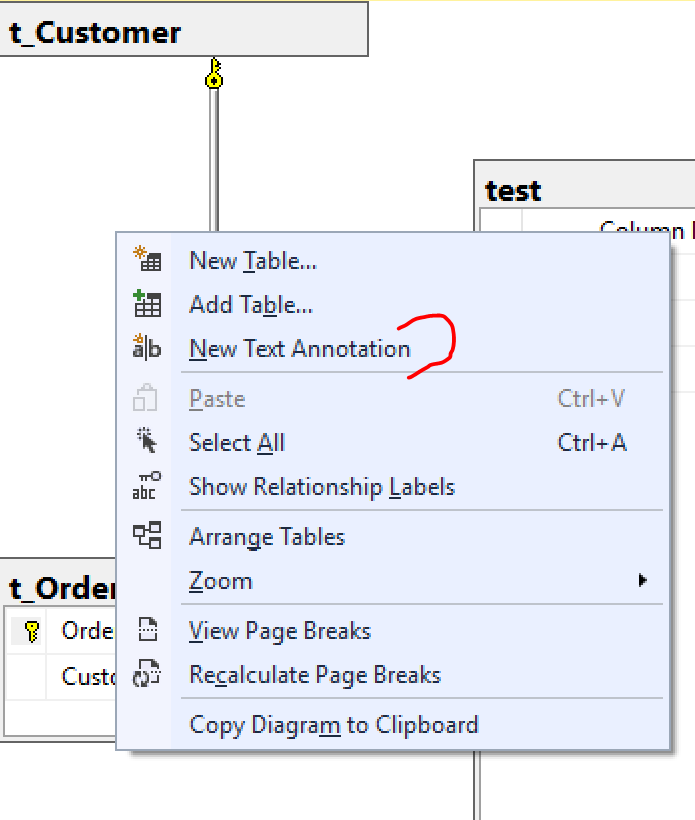 t_Customer
test
New Table...
Add Table...
a|b New Text Annotation
Paste Ctrl+V
Select All Ctrl+A
abc Show Relationship Labels
Arrange Tables
Zoom
t_Order
Orde
View Page Breaks
Custo
Recalculate Page Breaks
Copy Diagram to Clipboard